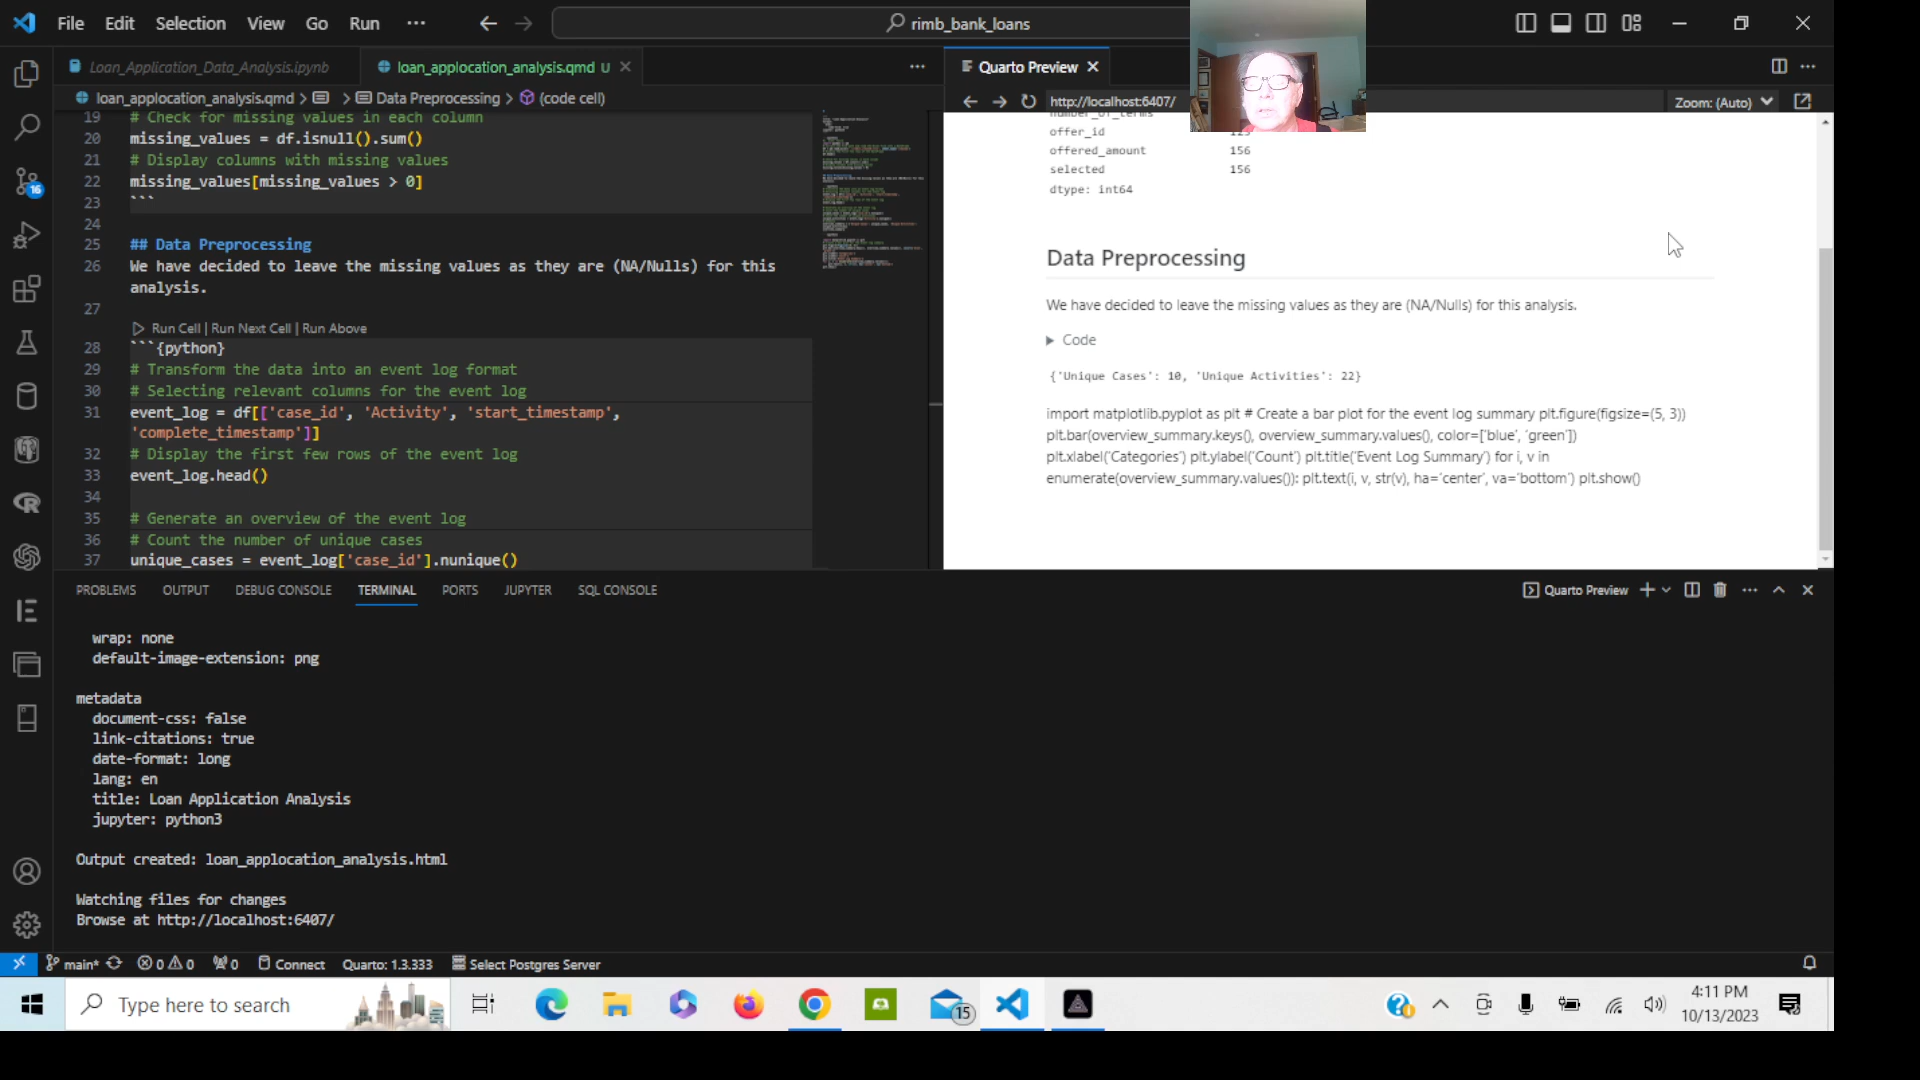 File Edit Selection View Go Run ···
rimb_bank_loans
Loan_Application_Data_Analysis.ipynb
loan_applocation_analysis.qmd U
loan_applocation_analysis.qmd > > Data Preprocessing > (code cell)
19 # Check for missing values in each column
20 missing_values = df.isnull().sum()
21 # Display columns with missing values
22 missing_values[missing_values > 0]
23 ```
24
25 ## Data Preprocessing
26 We have decided to leave the missing values as they are (NA/Nulls) for this
analysis.
27
Run Cell | Run Next Cell | Run Above
28 ```{python}
29 # Transform the data into an event log format
30 # Selecting relevant columns for the event log
31 event_log = df[['case_id', 'Activity', 'start_timestamp',
'complete_timestamp']]
32 # Display the first few rows of the event log
33 event_log.head()
34
35 # Generate an overview of the event log
36 # Count the number of unique cases
37 unique_cases = event_log['case_id'].nunique()
Quarto Preview
http://localhost:6407/
Zoom: (Auto)
number_of_terms
offer_id 123
offered_amount 156
selected 156
dtype: int64
Data Preprocessing
We have decided to leave the missing values as they are (NA/Nulls) for this analysis.
Code
{'Unique Cases': 10, 'Unique Activities': 22}
import matplotlib.pyplot as plt # Create a bar plot for the event log summary plt.figure(figsize=(5, 3))
plt.bar(overview_summary.keys(), overview_summary.values(), color=['blue', 'green'])
plt.xlabel('Categories') plt.ylabel('Count') plt.title('Event Log Summary') for i, v in
enumerate(overview_summary.values()): plt.text(i, v, str(v), ha='center', va='bottom') plt.show()
PROBLEMS OUTPUT DEBUG CONSOLE TERMINAL PORTS JUPYTER SQL CONSOLE
Quarto Preview
wrap: none
default-image-extension: png
metadata
document-css: false
link-citations: true
date-format: long
lang: en
title: Loan Application Analysis
jupyter: python3
Output created: loan_applocation_analysis.html
Watching files for changes
Browse at http://localhost:6407/
16
main* 0 0 0 Connect Quarto: 1.3.333 Select Postgres Server
Type here to search
15
4:11 PM
10/13/2023